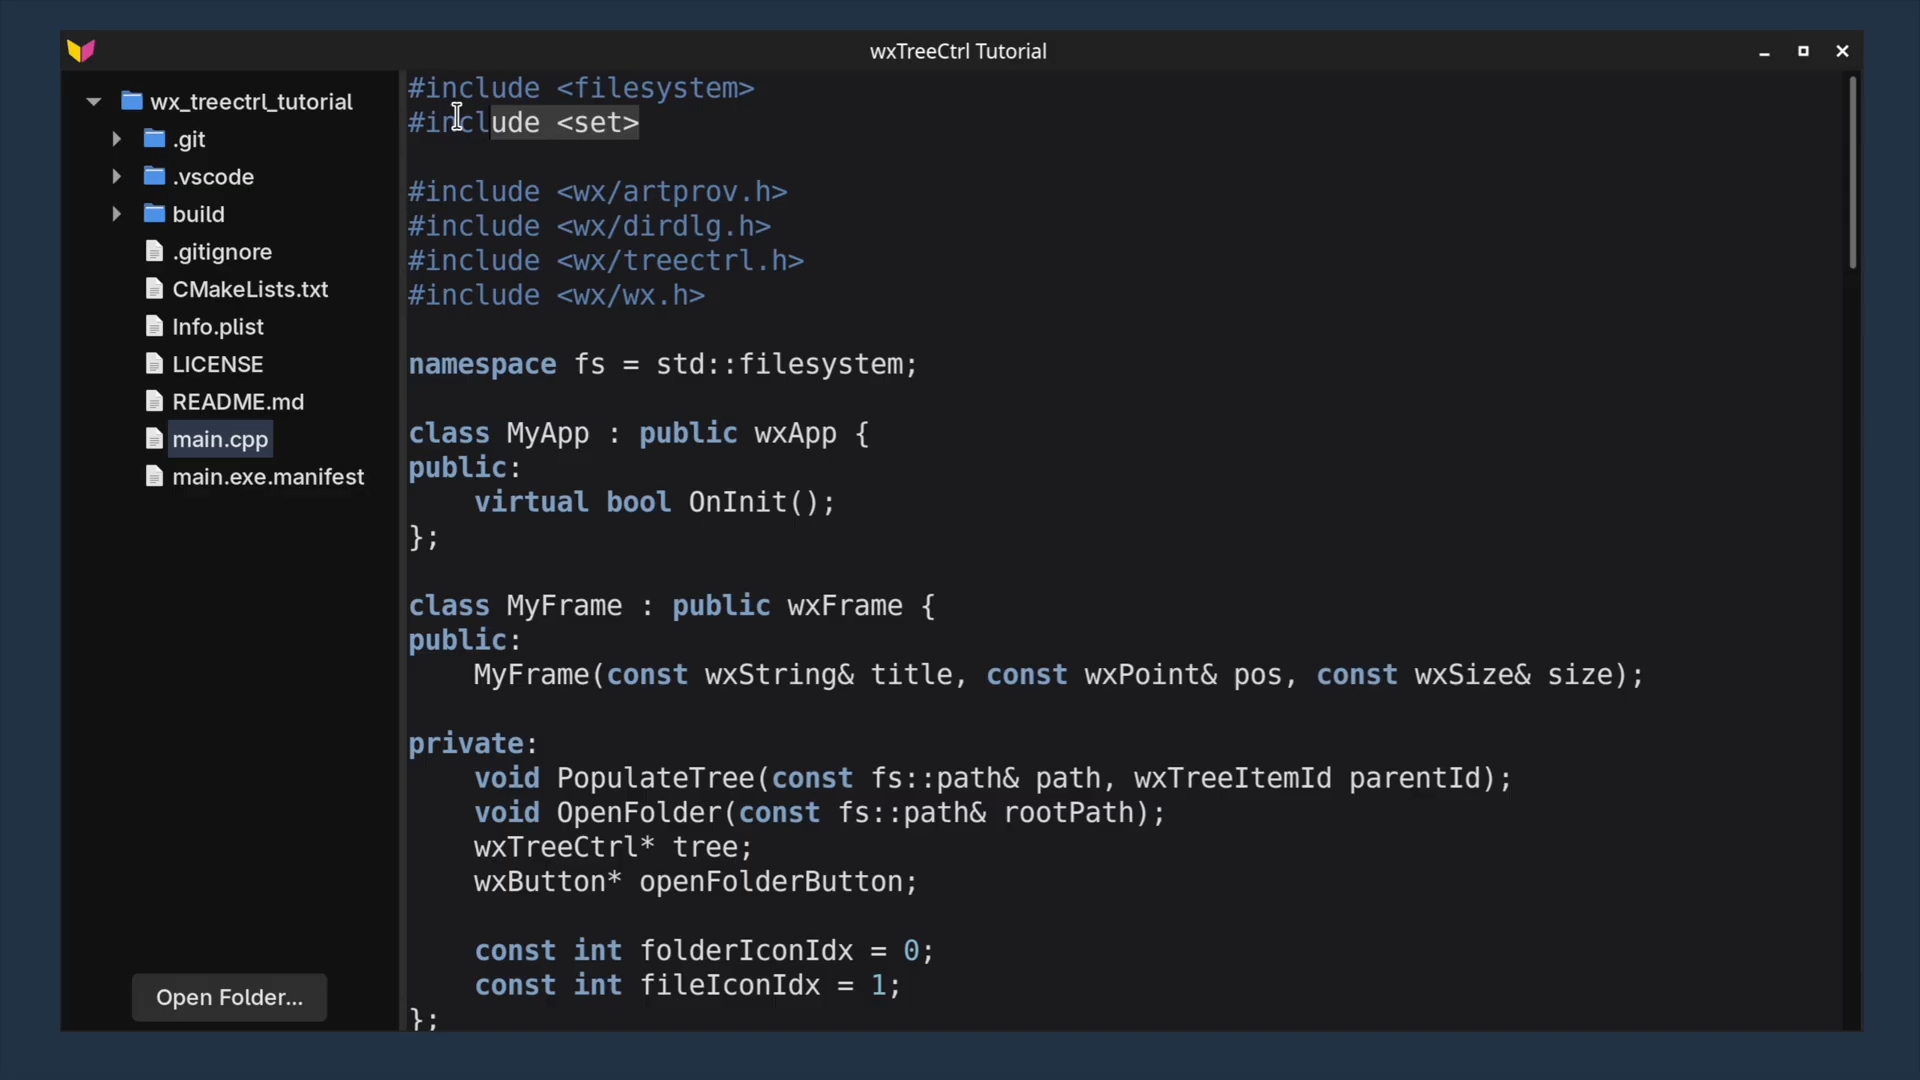 wxTreeCtrl Tutorial
wx_treectrl_tutorial
.git
.vscode
build
.gitignore
CMakeLists.txt
Info.plist
LICENSE
README.md
main.cpp
main.exe.manifest
Open Folder...
#include <filesystem>
#include <set>
#include <wx/artprov.h>
#include <wx/dirdlg.h>
#include <wx/treectrl.h>
#include <wx/wx.h>
namespace fs = std::filesystem;
class MyApp : public wxApp {
public:
    virtual bool OnInit();
};
class MyFrame : public wxFrame {
public:
    MyFrame(const wxString& title, const wxPoint& pos, const wxSize& size);
private:
    void PopulateTree(const fs::path& path, wxTreeItemId parentId);
    void OpenFolder(const fs::path& rootPath);
    wxTreeCtrl* tree;
    wxButton* openFolderButton;
    const int folderIconIdx = 0;
    const int fileIconIdx = 1;
};